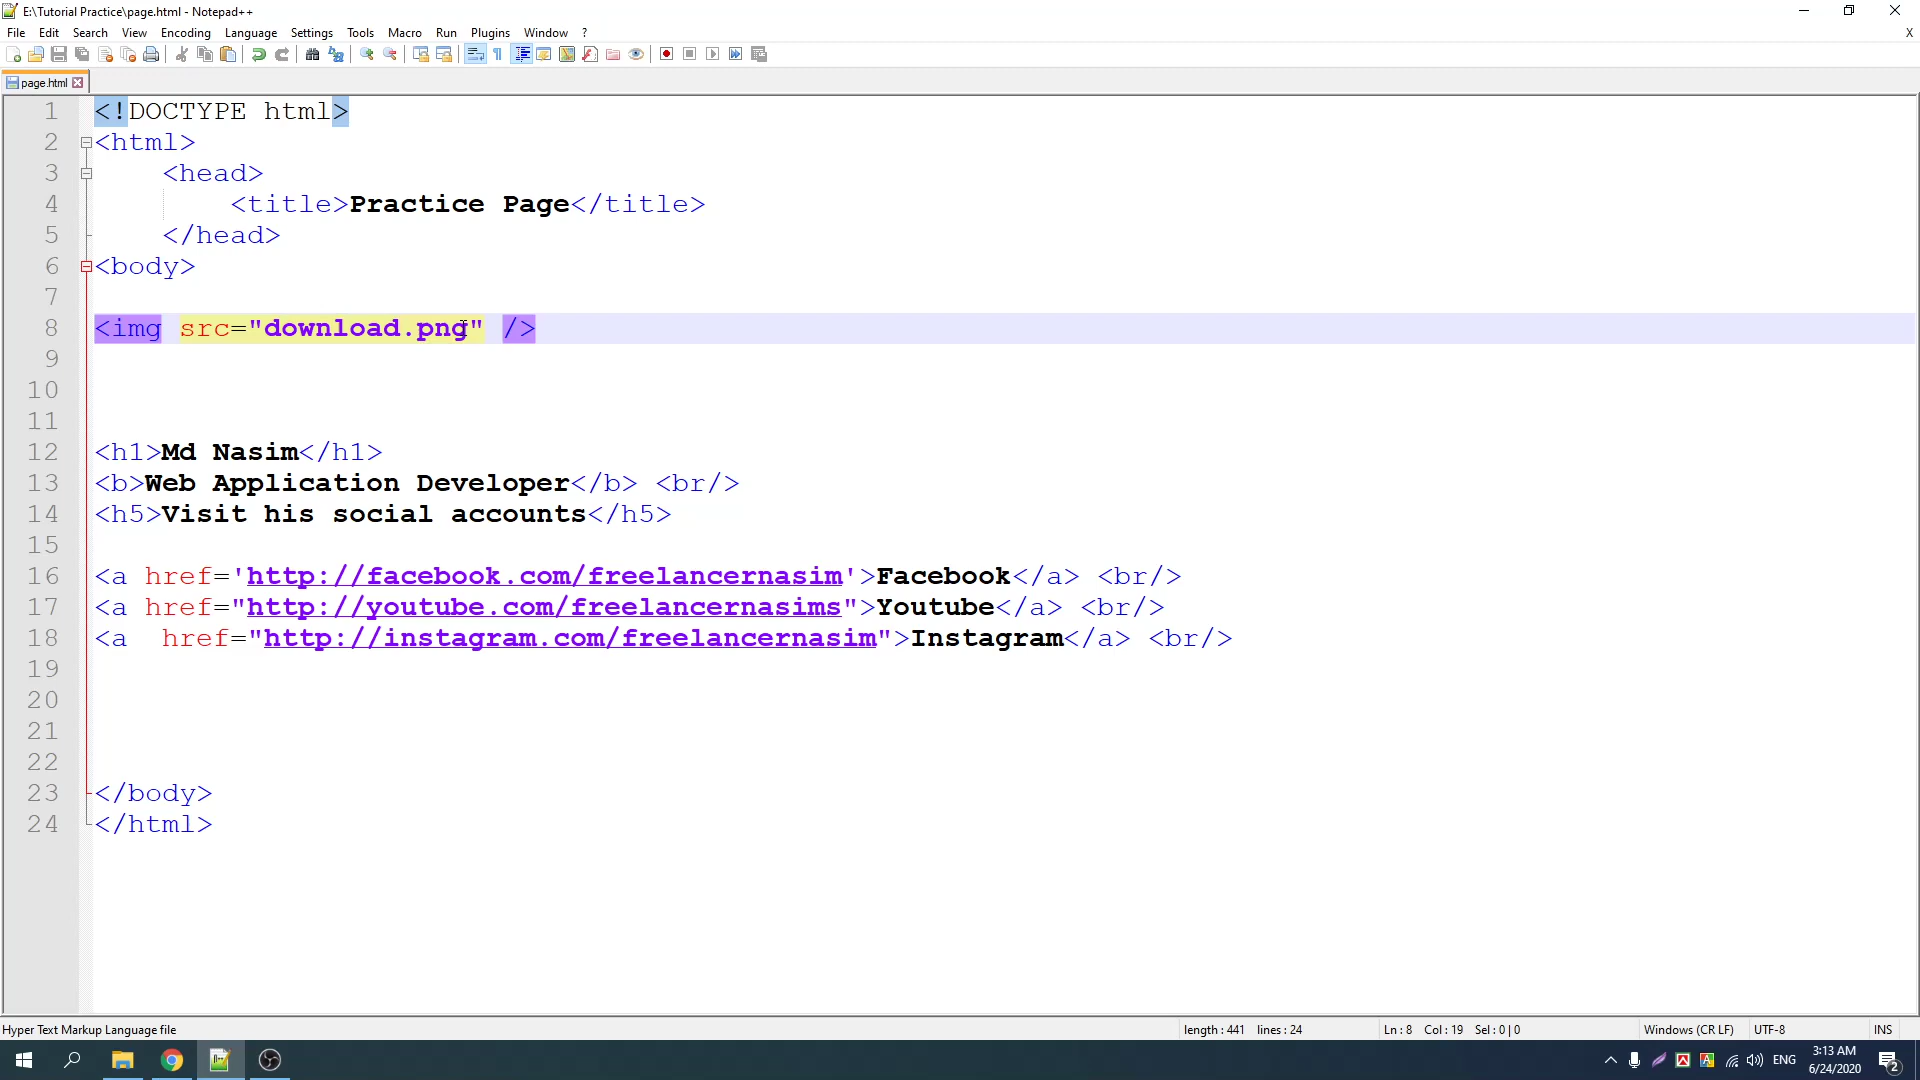 E:\Tutorial Practice\page.html - Notepad++
File Edit Search View Encoding Language Settings Tools Macro Run Plugins Window ? X
page.html
1 <!DOCTYPE html>
2 <html>
3 <head>
4 <title>Practice Page</title>
5 </head>
6 <body>
7
8 <img src="download.png" />
9
10
11
12 <h1>Md Nasim</h1>
13 <b>Web Application Developer</b> <br/>
14 <h5>Visit his social accounts</h5>
15
16 <a href='http://facebook.com/freelancernasim'>Facebook</a> <br/>
17 <a href="http://youtube.com/freelancernasims">Youtube</a> <br/>
18 <a  href="http://instagram.com/freelancernasim">Instagram</a> <br/>
19
20
21
22
23 </body>
24 </html>
Hyper Text Markup Language file length : 441 lines : 24 Ln : 8 Col : 19 Sel : 0 | 0 Windows (CR LF) UTF-8 INS
ENG 3:13 AM 2
6/24/2020